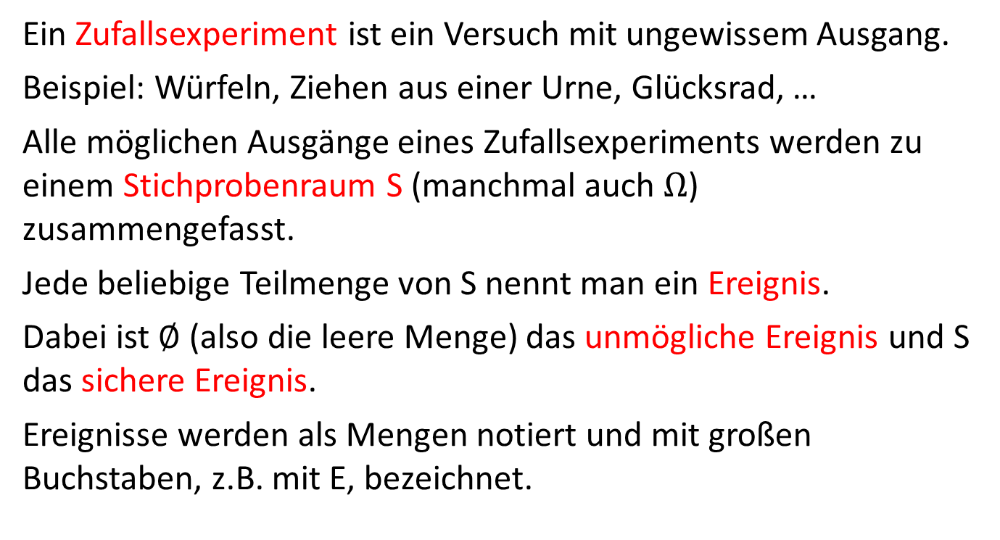 Ein Zufallsexperiment ist ein Versuch mit ungewissem Ausgang.
Beispiel: Würfeln, Ziehen aus einer Urne, Glücksrad, …
Alle möglichen Ausgänge eines Zufallsexperiments werden zu
einem Stichprobenraum S (manchmal auch Ω)
zusammengefasst.
Jede beliebige Teilmenge von S nennt man ein Ereignis.
Dabei ist ∅ (also die leere Menge) das unmögliche Ereignis und S
das sichere Ereignis.
Ereignisse werden als Mengen notiert und mit großen
Buchstaben, z.B. mit E, bezeichnet.